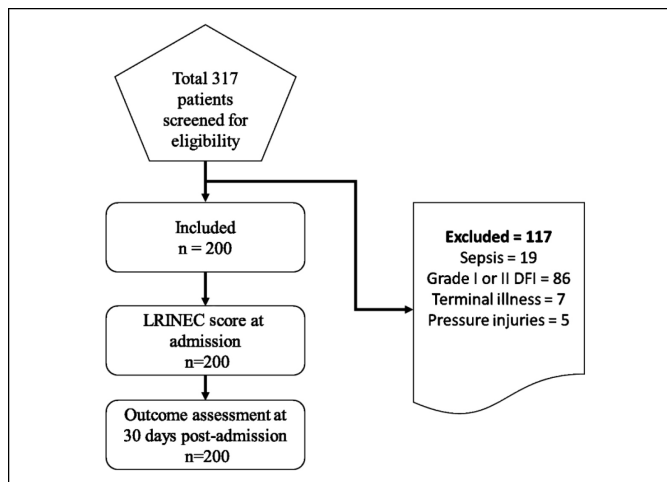 Total 317
patients
screened for
eligibility
Included
n = 200
Excluded = 117
Sepsis = 19
Grade I or II DFI = 86
Terminal illness = 7
Pressure injuries = 5
LRINEC score at
admission
n=200
Outcome assessment at
30 days post-admission
n=200